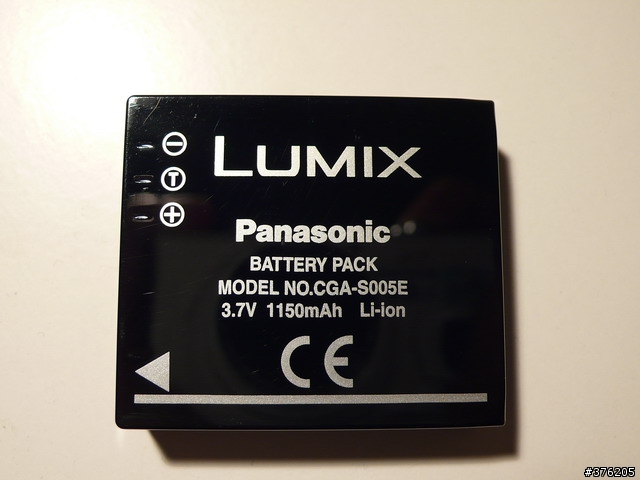 LUMIX
T
Panasonic
BATTERY PACK
MODEL NO.CGA-S005E
3.7V 1150mAh Li-ion
CE
#376205